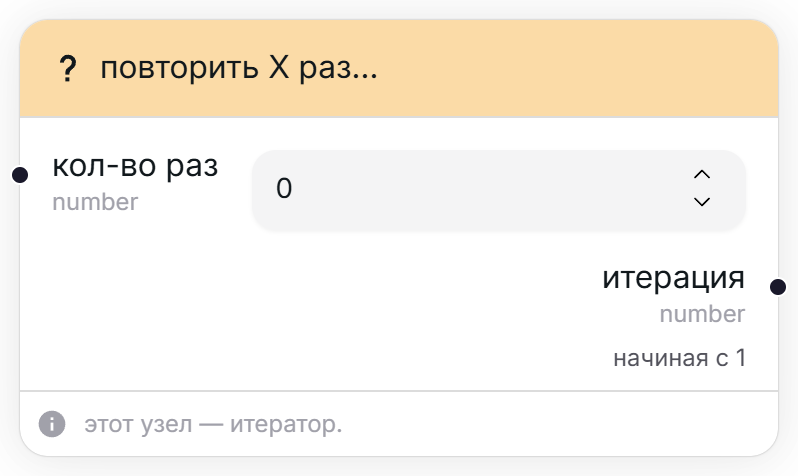 ? повторить X раз...
кол-во раз
number
0
итерация
number
начиная с 1
i этот узел — итератор.